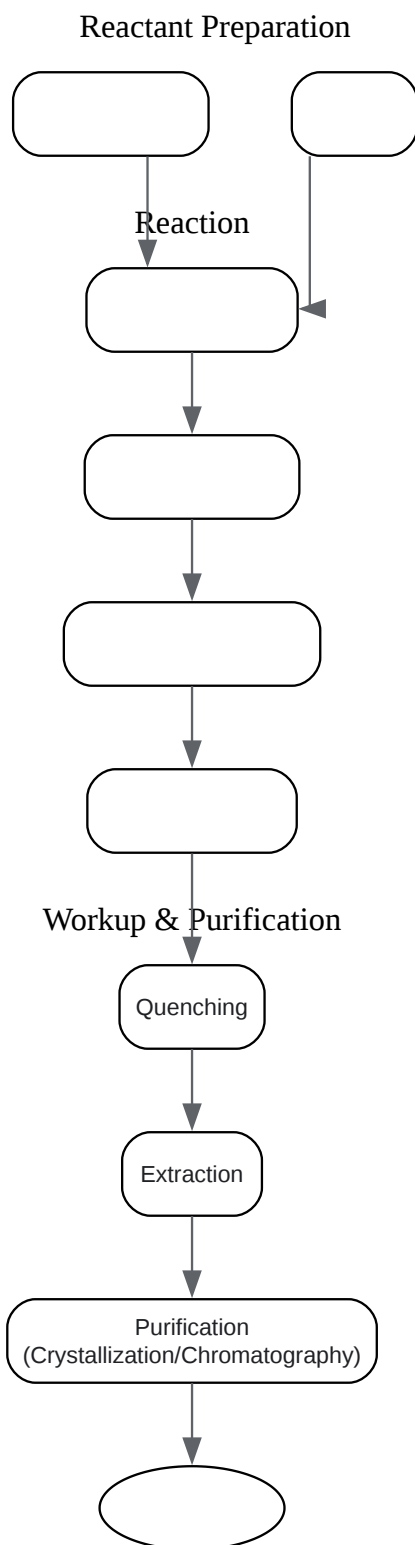 Reactant Preparation
Reaction
Workup & Purification
Quenching
Extraction
Purification
(Crystallization/Chromatography)